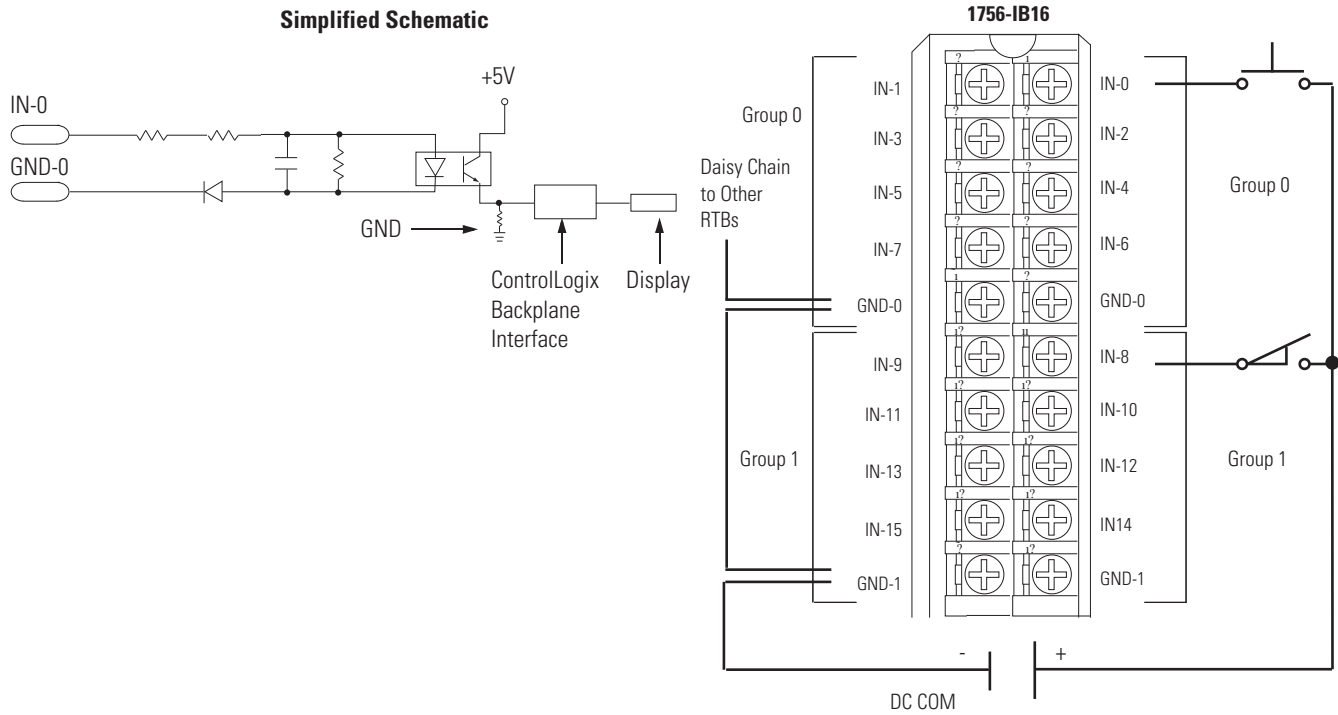 Simplified Schematic
+5V
IN-0
GND-0
GND
ControlLogix
Backplane
Interface
Display
1756-IB16
Group 0
Daisy Chain
to Other
RTBs
Group 1
IN-1
IN-3
IN-5
IN-7
GND-0
IN-9
IN-11
IN-13
IN-15
GND-1
IN-0
IN-2
IN-4
IN-6
GND-0
IN-8
IN-10
IN-12
IN14
GND-1
Group 0
Group 1
- +
DC COM